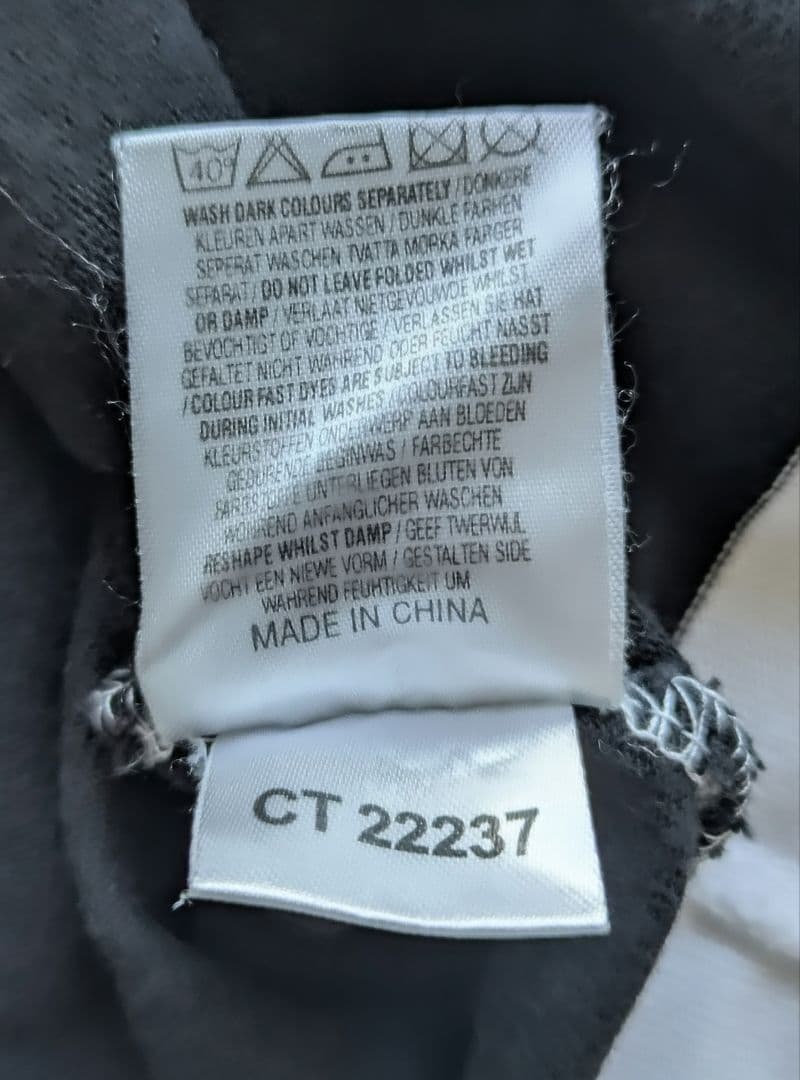 40°
WASH DARK COLOURS SEPARATELY / DONKERE
KLEUREN APART WASSEN / DUNKLE FARHEN
SEPERAT WASCHEN TVATTA MORKA FARGER
SEFARAT / DO NOT LEAVE FOLDED WHILST WET
OR DAMP / VERLAAT NIETGEVOUWDE WHILST
BEVOCHTIGT OF VOCHTIGE / VERLASSEN SIE HAT
GEFALTET NICHT WAHREND ODER FEUCHT NASST
/ COLOUR FAST DYES ARE SUBJECT TO BLEEDING
DURING INITIAL WASHES COLOURFAST ZIJN
KLEURSTOFFEN ONDERWERP AAN BLOEDEN
GEDURENDE BEGINWAS / FARBECHTE
FARBSTOFFE UNTERLIEGEN BLUTEN VON
WOHREND ANFANGLICHER WASCHEN
RESHAPE WHILST DAMP / GEEF TWERWIJL
VOCHT EEN NIEWE VORM / GESTALTEN SIDE
WAHREND FEUHTIGKEIT UM
MADE IN CHINA
CT 22237